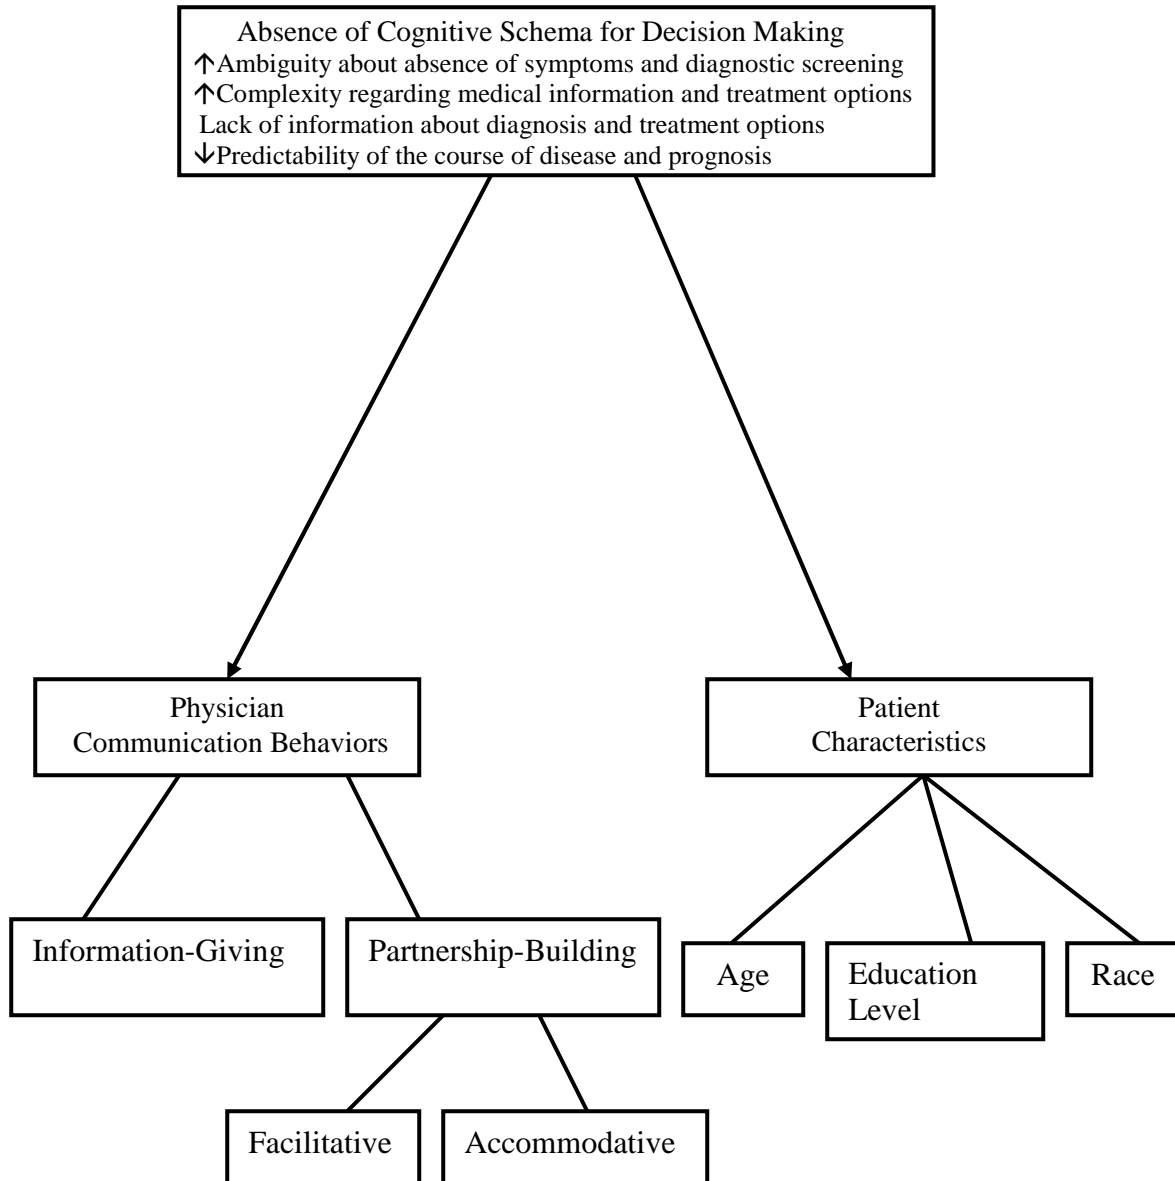 Absence of Cognitive Schema for Decision Making
↑Ambiguity about absence of symptoms and diagnostic screening
↑Complexity regarding medical information and treatment options
Lack of information about diagnosis and treatment options
↓Predictability of the course of disease and prognosis
Physician
Communication Behaviors
Patient
Characteristics
Information-Giving
Partnership-Building
Age
Education
Level
Race
Facilitative
Accommodative